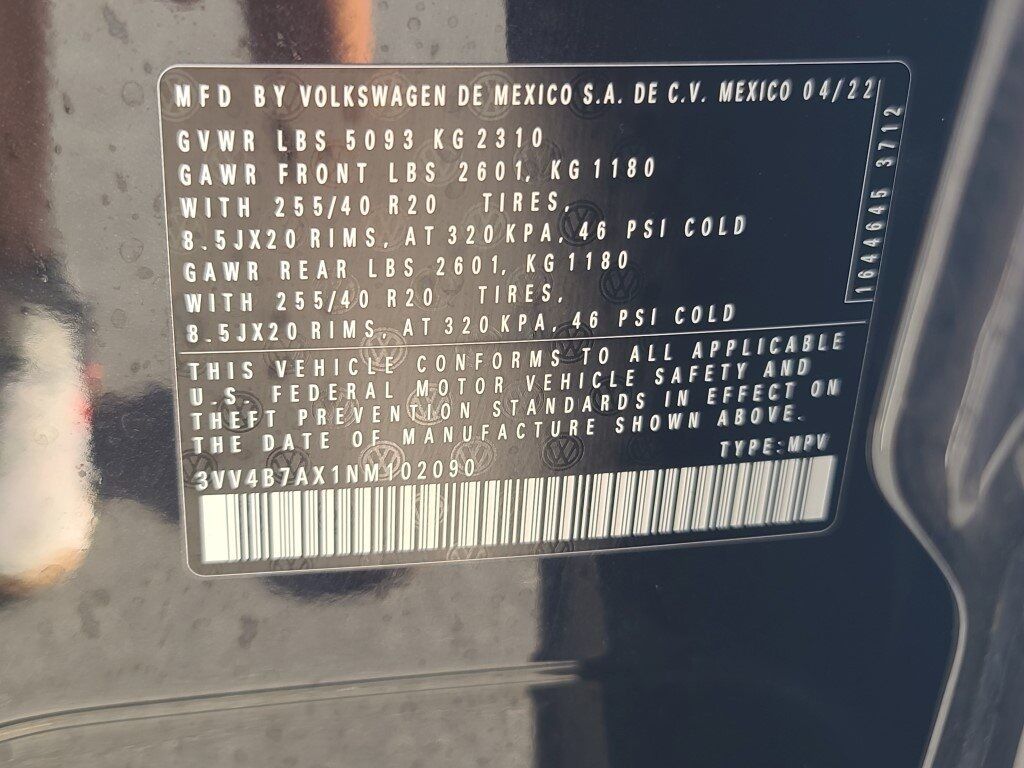 MFD BY VOLKSWAGEN DE MEXICO S.A. DE C.V. MEXICO 04/22
GVWR LBS 5093 KG 2310
GAWR FRONT LBS 2601, KG 1180
WITH 255/40 R20 TIRES,
8.5JX20 RIMS, AT 320 KPA, 46 PSI COLD
GAWR REAR LBS 2601, KG 1180
WITH 255/40 R20 TIRES,
8.5JX20 RIMS, AT 320 KPA, 46 PSI COLD
1644645 3712
THIS VEHICLE CONFORMS TO ALL APPLICABLE
U.S. FEDERAL MOTOR VEHICLE SAFETY AND
THEFT PREVENTION STANDARDS IN EFFECT ON
THE DATE OF MANUFACTURE SHOWN ABOVE.
TYPE: MPV
3VV4B7AX1NM102090